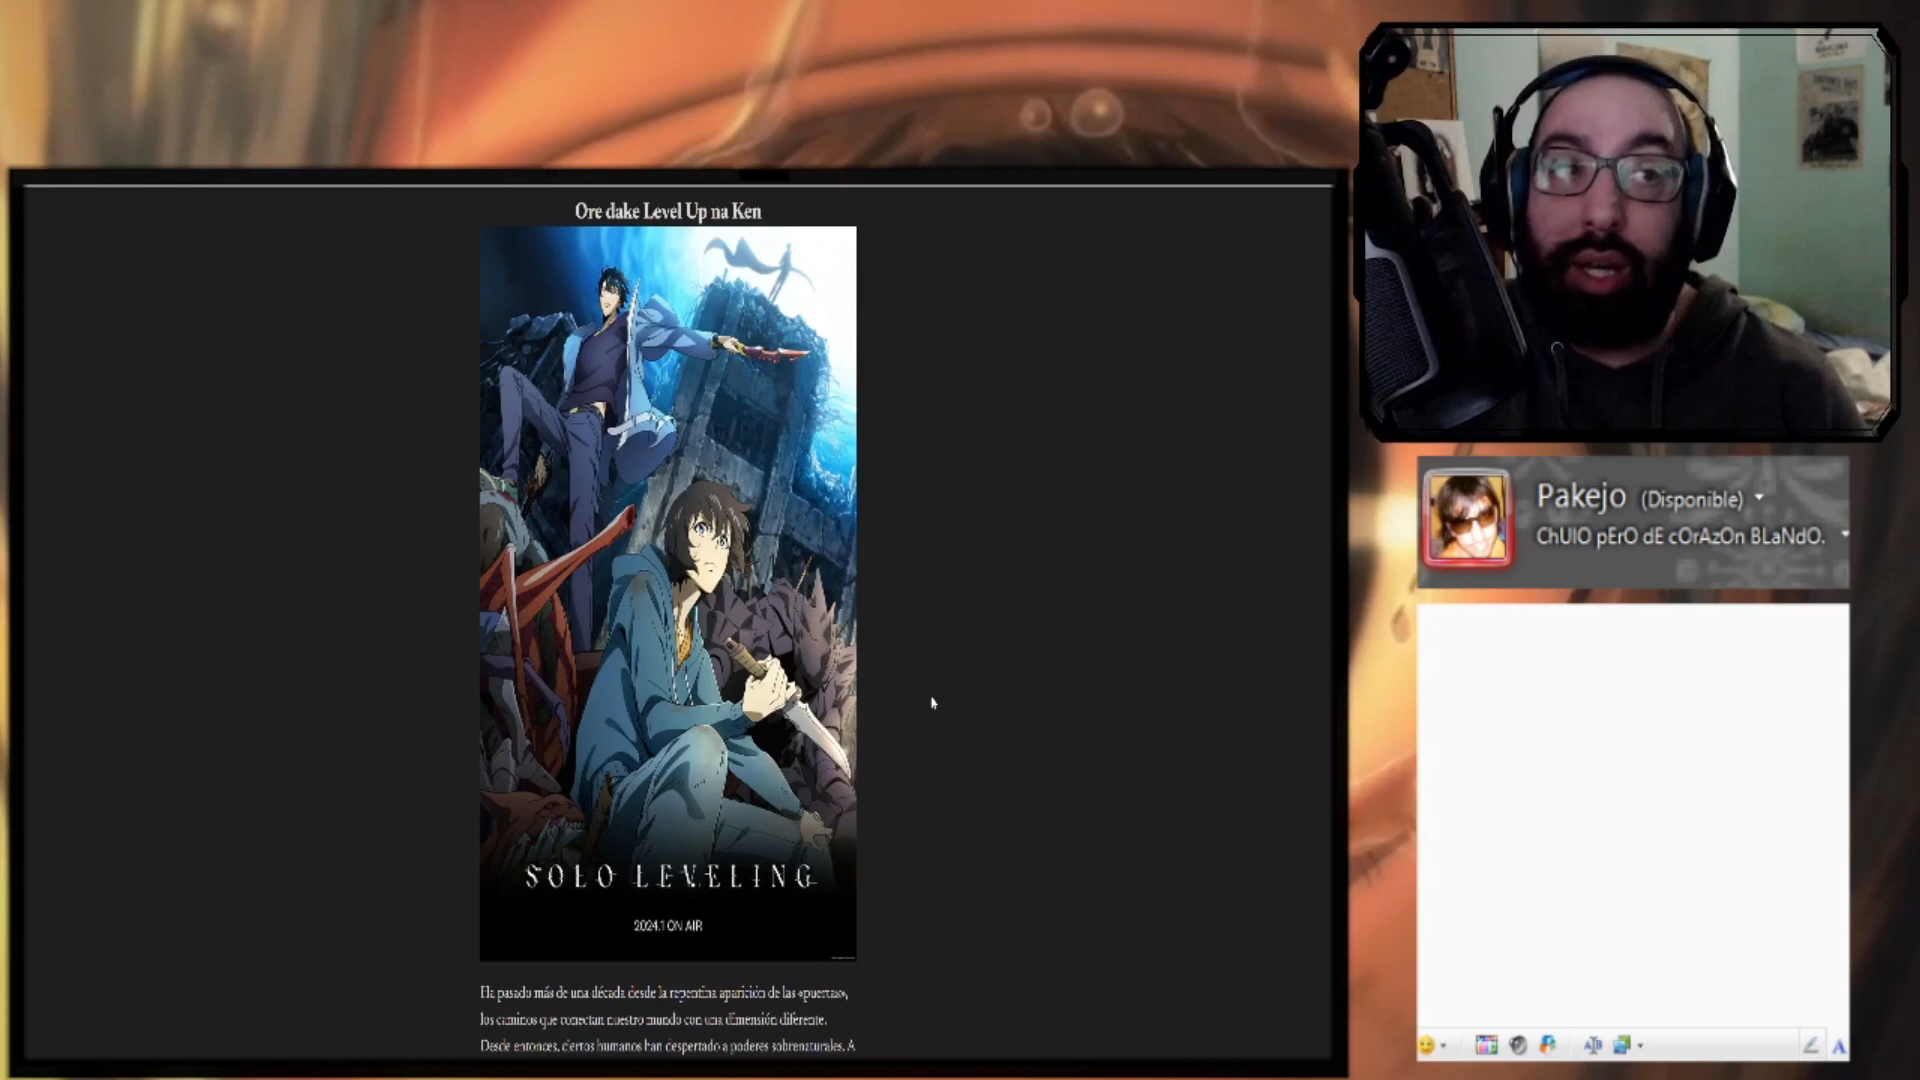 Ore dake Level Up na Ken
SOLO LEVELING
2024.1 ON AIR
Ha pasado más de una década desde la repentina aparición de las «puertas»,
los caminos que conectan nuestro mundo con una dimensión diferente.
Desde entonces, ciertos humanos han despertado a poderes sobrenaturales. A
Pakejo (Disponible)
ChUlO pErO dE cOrAzOn BLaNdO.